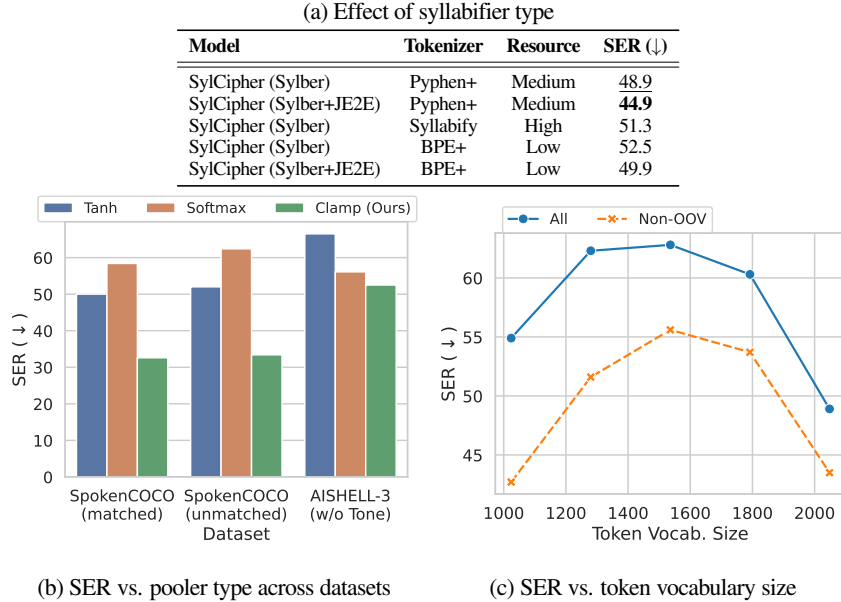 (a) Effect of syllabifier type
Model Tokenizer Resource SER (↓)
SylCipher (Sylber) Pyphen+ Medium 48.9
SylCipher (Sylber+JE2E) Pyphen+ Medium 44.9
SylCipher (Sylber) Syllabify High 51.3
SylCipher (Sylber) BPE+ Low 52.5
SylCipher (Sylber+JE2E) BPE+ Low 49.9
Tanh Softmax Clamp (Ours)
60
50
40
30
20
10
0
SER (↓)
SpokenCOCO (matched)
SpokenCOCO (unmatched)
AISHELL-3 (w/o Tone)
Dataset
(b) SER vs. pooler type across datasets
All Non-OOV
60
55
50
45
SER (↓)
1000 1200 1400 1600 1800 2000
Token Vocab. Size
(c) SER vs. token vocabulary size